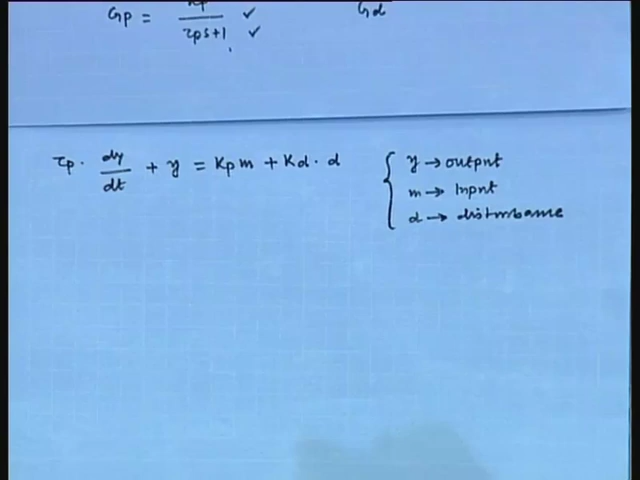 Gp = Kp / τps+1 ✓ ✓ Gd
τp · dy/dt + y = Kp m + Kd · d
y → output
m → Input
d → disturbance